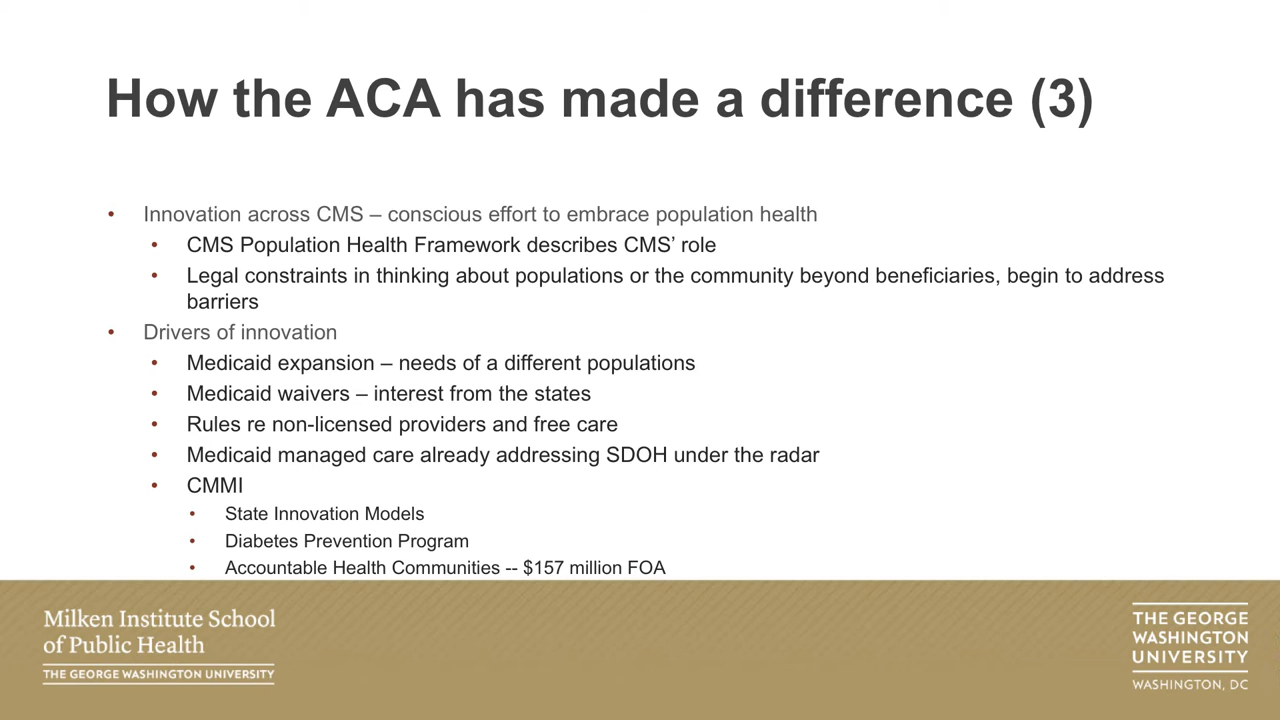 How the ACA has made a difference (3)
• Innovation across CMS – conscious effort to embrace population health
• CMS Population Health Framework describes CMS’ role
• Legal constraints in thinking about populations or the community beyond beneficiaries, begin to address
barriers
• Drivers of innovation
• Medicaid expansion – needs of a different populations
• Medicaid waivers – interest from the states
• Rules re non-licensed providers and free care
• Medicaid managed care already addressing SDOH under the radar
• CMMI
• State Innovation Models
• Diabetes Prevention Program
• Accountable Health Communities -- $157 million FOA
Milken Institute School
of Public Health
THE GEORGE WASHINGTON UNIVERSITY
THE GEORGE
WASHINGTON
UNIVERSITY
WASHINGTON, DC